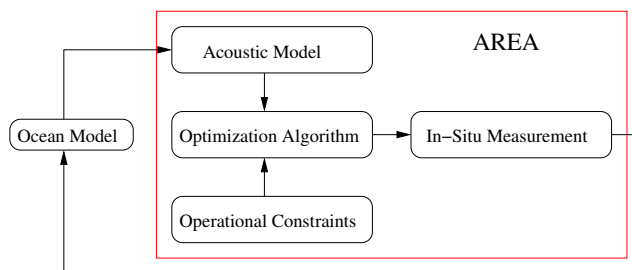 AREA
Acoustic Model
Ocean Model
Optimization Algorithm
In−Situ Measurement
Operational Constraints